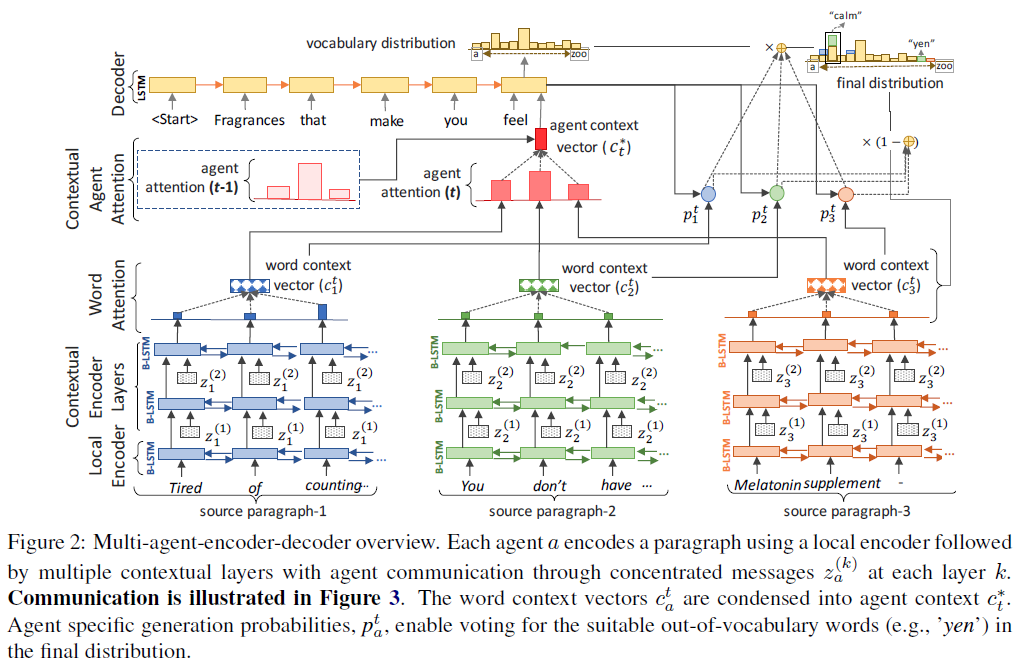 "calm"
vocabulary distribution
a
zoo
×
"yen"
a
zoo
final distribution
Decoder
LSTM
<Start> Fragrances that make you feel
agent context
vector (c_t^*)
× (1 − )
Contextual
Agent
Attention
agent
attention (t-1)
agent
attention (t)
p_1^t p_2^t p_3^t
Word
Attention
word context
vector (c_1^t)
word context
vector (c_2^t)
word context
vector (c_3^t)
Contextual
Encoder
Layers
B-LSTM ... B-LSTM ... B-LSTM ...
z_1^(2) z_1^(2) z_1^(2) z_2^(2) z_2^(2) z_2^(2) z_3^(2) z_3^(2) z_3^(2)
B-LSTM ... B-LSTM ... B-LSTM ...
z_1^(1) z_1^(1) z_1^(1) z_2^(1) z_2^(1) z_2^(1) z_3^(1) z_3^(1) z_3^(1)
Local
Encoder
B-LSTM ... B-LSTM ... B-LSTM ...
Tired of counting... You don't have ... Melatonin supplement -
source paragraph-1 source paragraph-2 source paragraph-3
Figure 2: Multi-agent-encoder-decoder overview. Each agent a encodes a paragraph using a local encoder followed
by multiple contextual layers with agent communication through concentrated messages z_a^(k) at each layer k.
Communication is illustrated in Figure 3. The word context vectors c_a^t are condensed into agent context c_t^*.
Agent specific generation probabilities, p_a^t, enable voting for the suitable out-of-vocabulary words (e.g., 'yen') in
the final distribution.